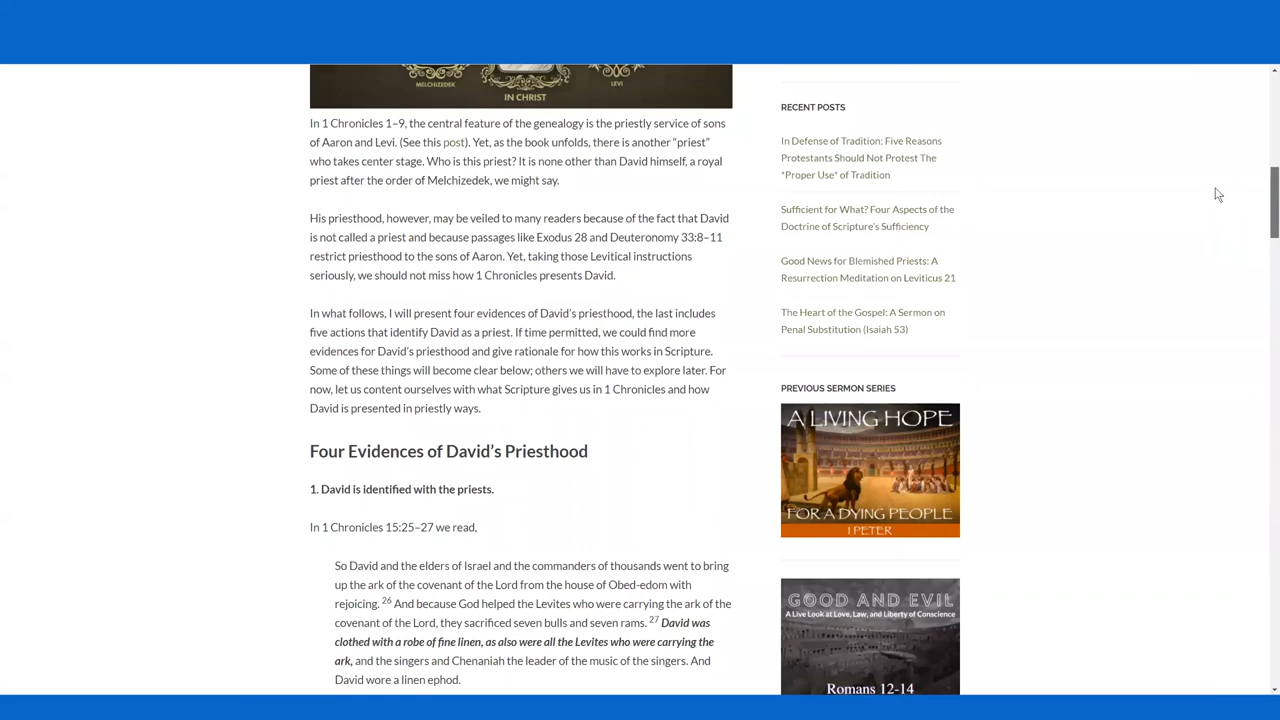 MELCHIZEDEK
LEVI
IN CHRIST
In 1 Chronicles 1–9, the central feature of the genealogy is the priestly service of sons
of Aaron and Levi. (See this post). Yet, as the book unfolds, there is another “priest”
who takes center stage. Who is this priest? It is none other than David himself, a royal
priest after the order of Melchizedek, we might say.
His priesthood, however, may be veiled to many readers because of the fact that David
is not called a priest and because passages like Exodus 28 and Deuteronomy 33:8–11
restrict priesthood to the sons of Aaron. Yet, taking those Levitical instructions
seriously, we should not miss how 1 Chronicles presents David.
In what follows, I will present four evidences of David’s priesthood, the last includes
five actions that identify David as a priest. If time permitted, we could find more
evidences for David’s priesthood and give rationale for how this works in Scripture.
Some of these things will become clear below; others we will have to explore later. For
now, let us content ourselves with what Scripture gives us in 1 Chronicles and how
David is presented in priestly ways.
Four Evidences of David’s Priesthood
1. David is identified with the priests.
In 1 Chronicles 15:25–27 we read,
So David and the elders of Israel and the commanders of thousands went to bring
up the ark of the covenant of the Lord from the house of Obed-edom with
rejoicing. 26 And because God helped the Levites who were carrying the ark of the
covenant of the Lord, they sacrificed seven bulls and seven rams. 27 David was
clothed with a robe of fine linen, as also were all the Levites who were carrying the
ark, and the singers and Chenaniah the leader of the music of the singers. And
David wore a linen ephod.
RECENT POSTS
In Defense of Tradition: Five Reasons
Protestants Should Not Protest The
*Proper Use* of Tradition
Sufficient for What? Four Aspects of the
Doctrine of Scripture’s Sufficiency
Good News for Blemished Priests: A
Resurrection Meditation on Leviticus 21
The Heart of the Gospel: A Sermon on
Penal Substitution (Isaiah 53)
PREVIOUS SERMON SERIES
A LIVING HOPE
FOR A DYING PEOPLE
1 PETER
GOOD AND EVIL
A Live Look at Love, Law, and Liberty of Conscience
Romans 12-14